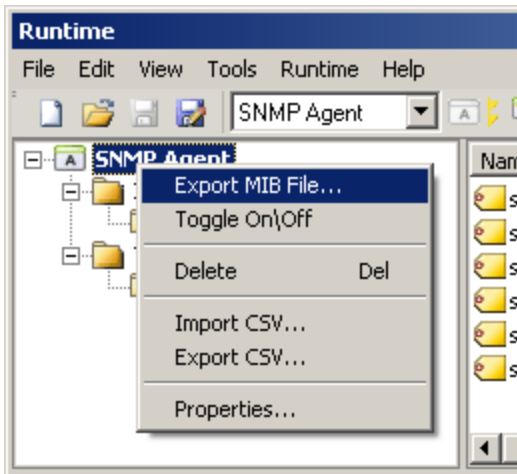 Runtime
File Edit View Tools Runtime Help
SNMP Agent
SNMP Agent
Export MIB File...
Toggle On\Off
Delete Del
Import CSV...
Export CSV...
Properties...